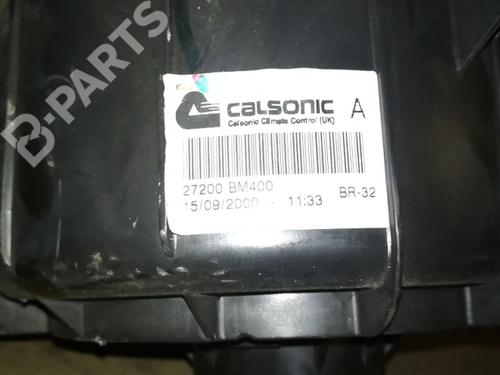 B-PARTS
CALSONIC A
Calsonic Climate Control (UK)
27200 BM400
15/09/2000 - 11:33 BR-32